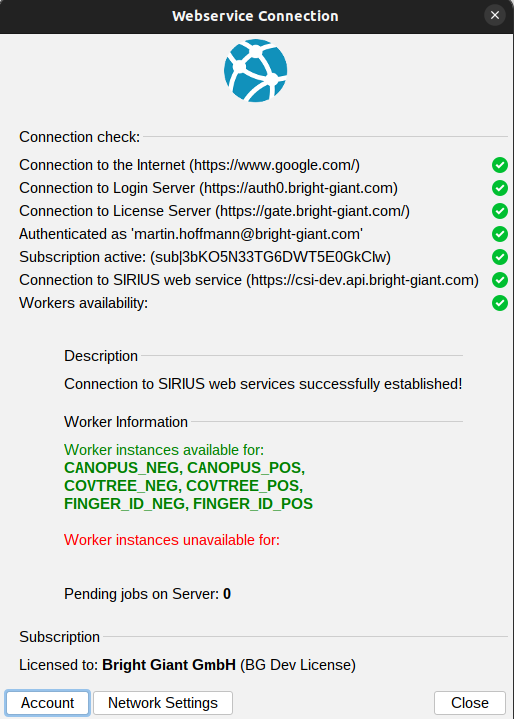 Webservice Connection
Connection check:
Connection to the Internet (https://www.google.com/)
Connection to Login Server (https://auth0.bright-giant.com)
Connection to License Server (https://gate.bright-giant.com/)
Authenticated as 'martin.hoffmann@bright-giant.com'
Subscription active: (sub|3bKO5N33TG6DWT5E0GkClw)
Connection to SIRIUS web service (https://csi-dev.api.bright-giant.com)
Workers availability:
Description
Connection to SIRIUS web services successfully established!
Worker Information
Worker instances available for:
CANOPUS_NEG, CANOPUS_POS,
COVTREE_NEG, COVTREE_POS,
FINGER_ID_NEG, FINGER_ID_POS
Worker instances unavailable for:
Pending jobs on Server: 0
Subscription
Licensed to: Bright Giant GmbH (BG Dev License)
Account
Network Settings
Close